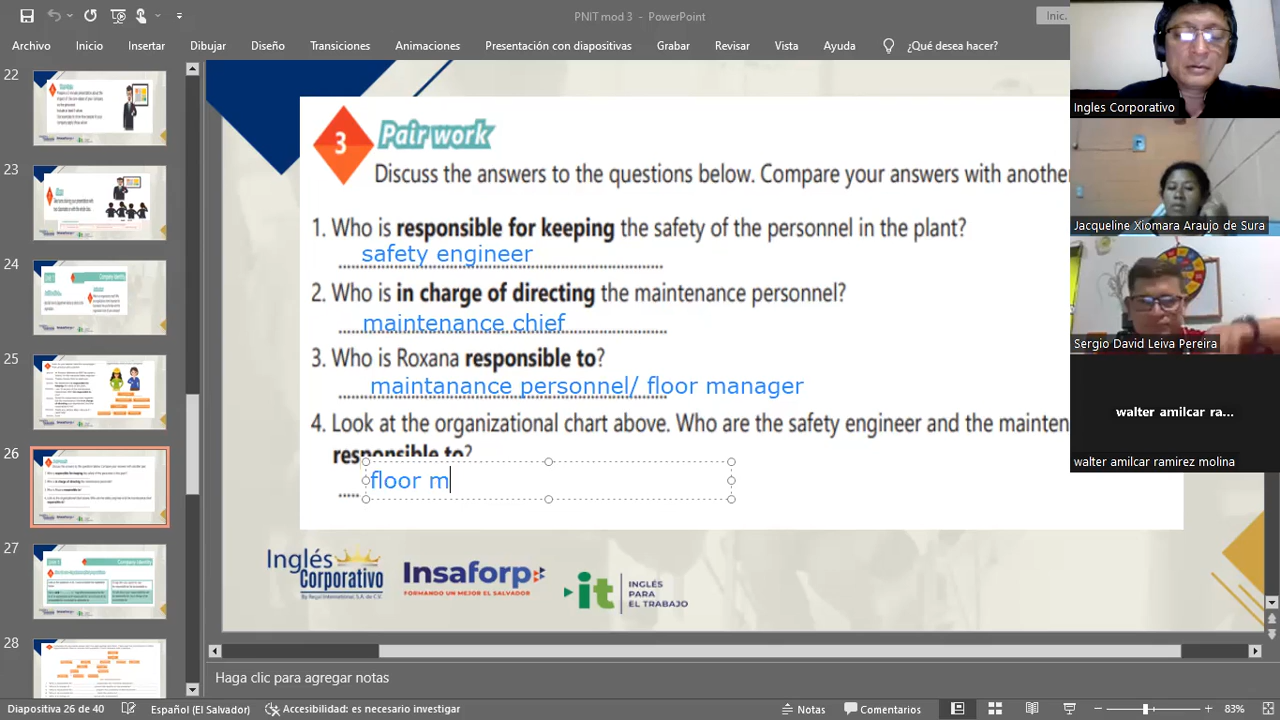 PNIT mod 3 - PowerPoint
Inic.
Archivo Inicio Insertar Dibujar Diseño Transiciones Animaciones Presentación con diapositivas Grabar Revisar Vista Ayuda ¿Qué desea hacer?
22
23
24
25
26
27
28
3 Pair work
Discuss the answers to the questions below. Compare your answers with anothe
1. Who is responsible for keeping the safety of the personnel in the plant?
safety engineer
2. Who is in charge of directing the maintenance personnel?
maintenance chief
3. Who is Roxana responsible to?
maintanance personnel/ floor manager
4. Look at the organizational chart above. Who are the safety engineer and the mainten
responsible to?
floor m
Inglés
Corporativo
By Royal International, S.A. de C.V.
Insaforp
FORMANDO UN MEJOR EL SALVADOR
it
INGLÉS
PARA
EL TRABAJO
Ingles Corporativo
Jacqueline Xiomara Araujo de Sura
Sergio David Leiva Pereira
walter amilcar ra...
walter amilcar ramirez molina
Haga clic para agregar notas
Diapositiva 26 de 40 Español (El Salvador) Accesibilidad: es necesario investigar Notas Comentarios 83%